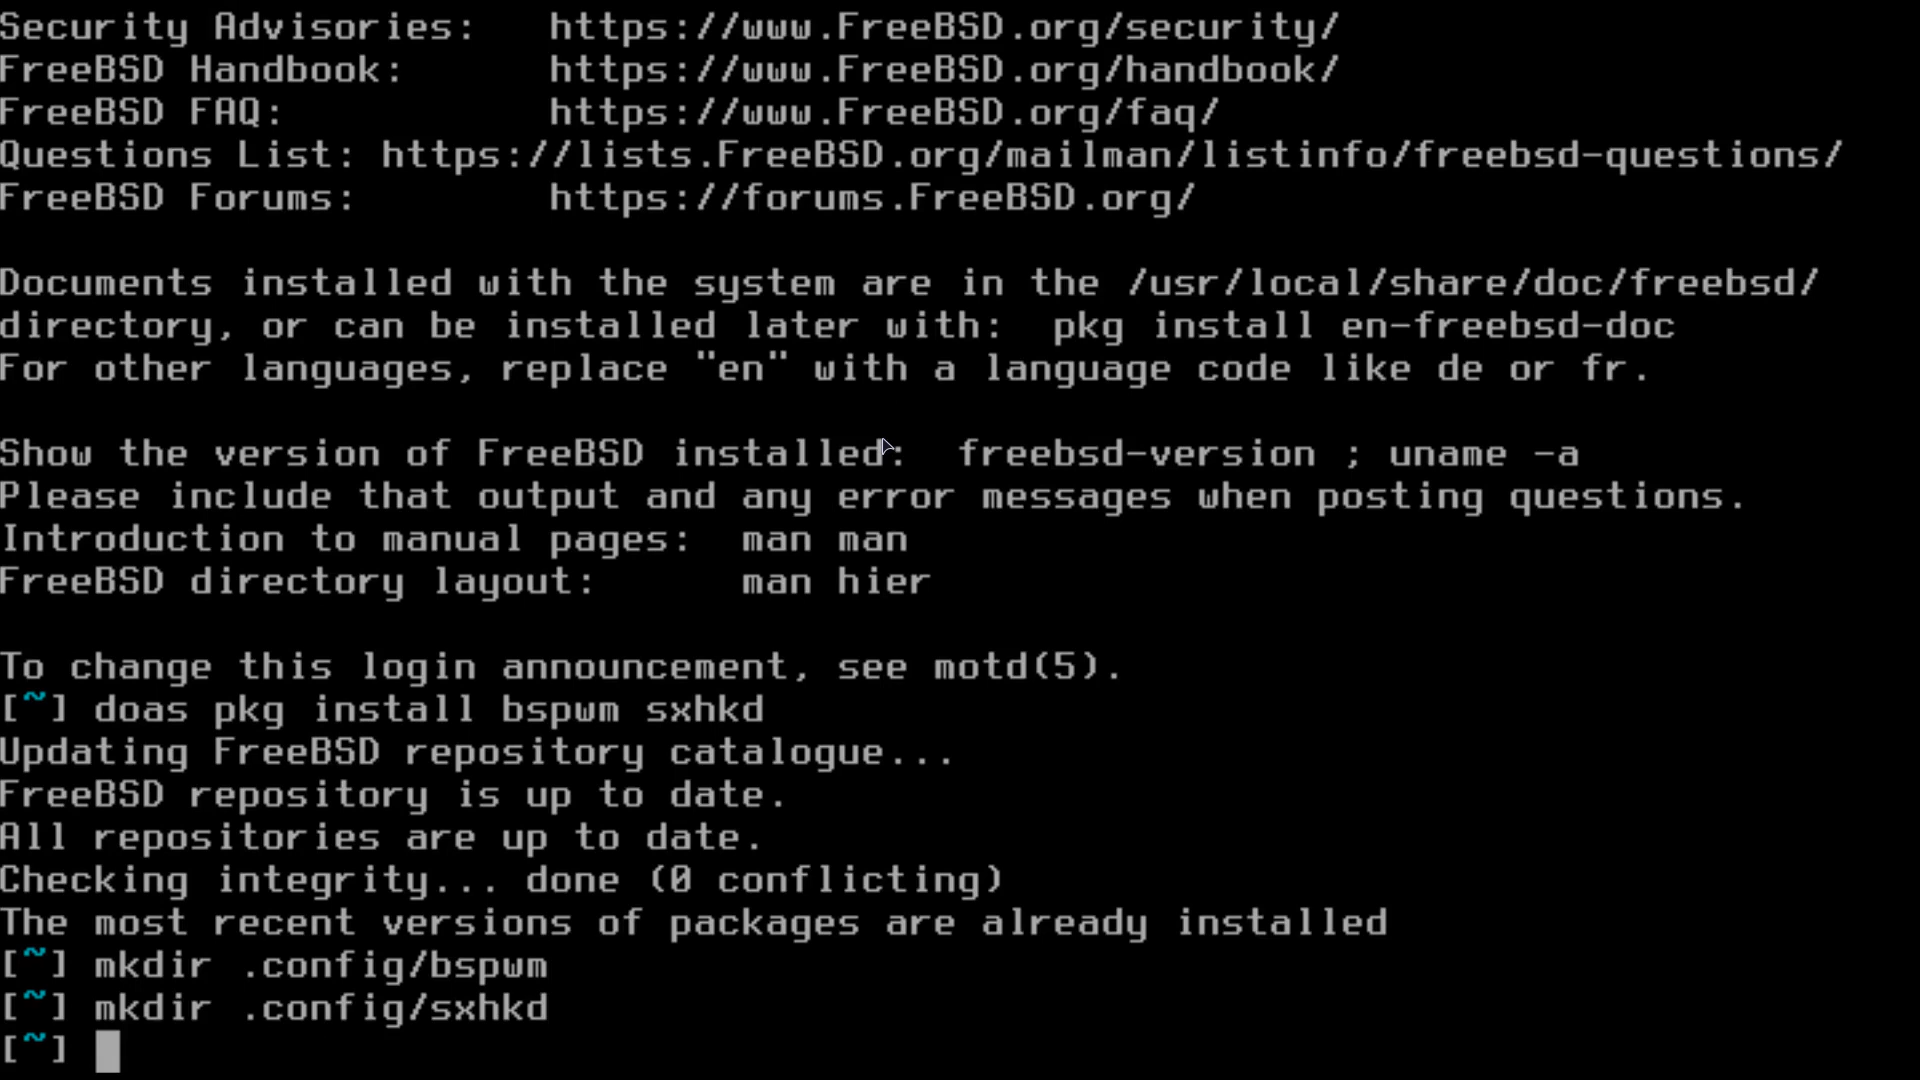 Security Advisories:   https://www.FreeBSD.org/security/
FreeBSD Handbook:      https://www.FreeBSD.org/handbook/
FreeBSD FAQ:           https://www.FreeBSD.org/faq/
Questions List: https://lists.FreeBSD.org/mailman/listinfo/freebsd-questions/
FreeBSD Forums:        https://forums.FreeBSD.org/
Documents installed with the system are in the /usr/local/share/doc/freebsd/
directory, or can be installed later with:  pkg install en-freebsd-doc
For other languages, replace "en" with a language code like de or fr.
Show the version of FreeBSD installed:  freebsd-version ; uname -a
Please include that output and any error messages when posting questions.
Introduction to manual pages:  man man
FreeBSD directory layout:      man hier
To change this login announcement, see motd(5).
[~] doas pkg install bspwm sxhkd
Updating FreeBSD repository catalogue...
FreeBSD repository is up to date.
All repositories are up to date.
Checking integrity... done (0 conflicting)
The most recent versions of packages are already installed
[~] mkdir .config/bspwm
[~] mkdir .config/sxhkd
[~]